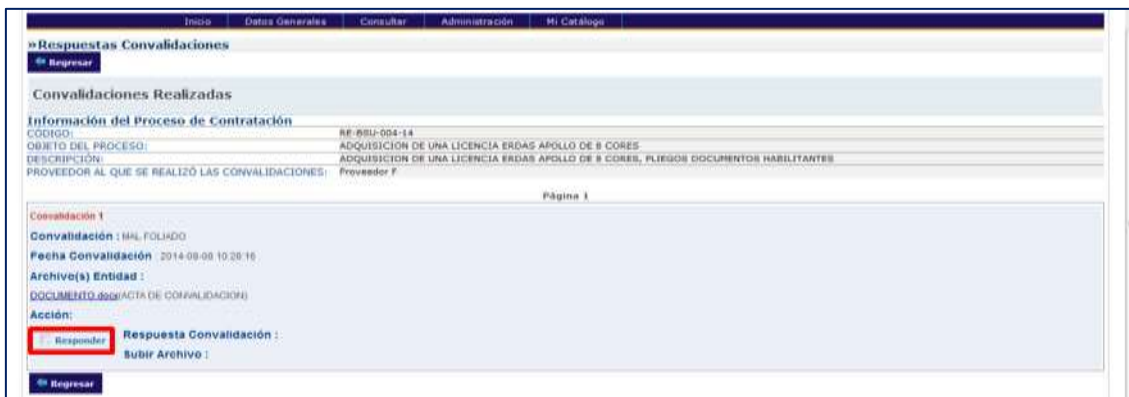 Inicio Datos Generales Consultar Administración Mi Catálogo
»Respuestas Convalidaciones
Regresar
Convalidaciones Realizadas
Información del Proceso de Contratación
CÓDIGO: RE-BSU-004-14
OBJETO DEL PROCESO: ADQUISICION DE UNA LICENCIA ERDAS APOLLO DE 8 CORES
DESCRIPCIÓN: ADQUISICION DE UNA LICENCIA ERDAS APOLLO DE 8 CORES, PLIEGOS DOCUMENTOS HABILITANTES
PROVEEDOR AL QUE SE REALIZÓ LAS CONVALIDACIONES: Proveedor F
Página 1
Convalidación 1
Convalidación : MAL FOLIADO
Fecha Convalidación : 2014-08-08 10:28:16
Archivo(s) Entidad :
DOCUMENTO.docx(ACTA DE CONVALIDACION)
Acción:
Responder Respuesta Convalidación :
Subir Archivo :
Regresar